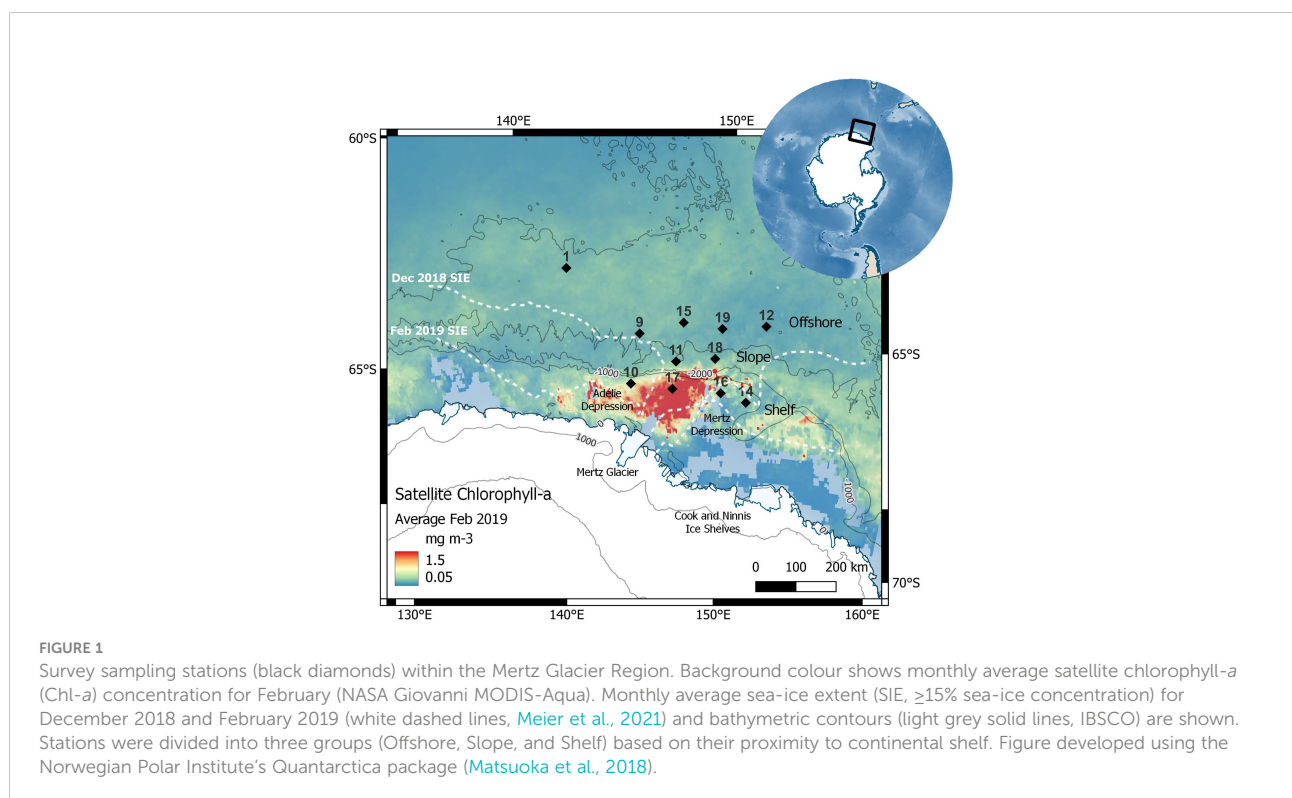 140°E 150°E
60°S
1
Dec 2018 SIE
9 15 19 12 Offshore
Feb 2019 SIE
11 18 Slope
65°S
65°S
-1000 -2000
10 17 16 14 Shelf
Adélie
Depression
Mertz
Depression
0
1000
Mertz Glacier
-1000
Satellite Chlorophyll-a
Average Feb 2019
mg m-3
1.5
0.05
Cook and Ninnis
Ice Shelves
0
0 100 200 km
70°S
130°E 140°E 150°E 160°E
FIGURE 1
Survey sampling stations (black diamonds) within the Mertz Glacier Region. Background colour shows monthly average satellite chlorophyll-a
(Chl-a) concentration for February (NASA Giovanni MODIS-Aqua). Monthly average sea-ice extent (SIE, ≥15% sea-ice concentration) for
December 2018 and February 2019 (white dashed lines, Meier et al., 2021) and bathymetric contours (light grey solid lines, IBSCO) are shown.
Stations were divided into three groups (Offshore, Slope, and Shelf) based on their proximity to continental shelf. Figure developed using the
Norwegian Polar Institute's Quantarctica package (Matsuoka et al., 2018).